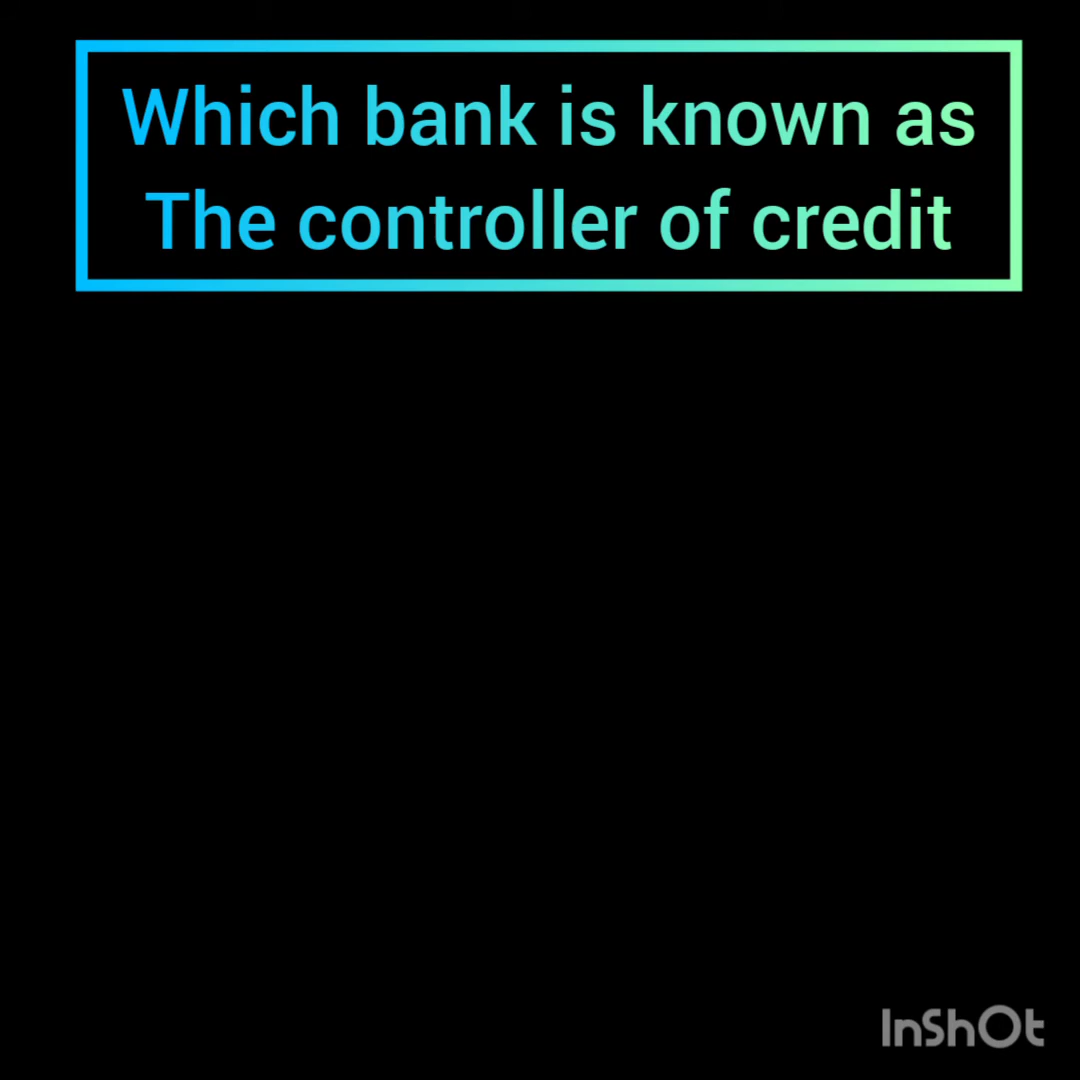 Which bank is known as
The controller of credit
InShOt